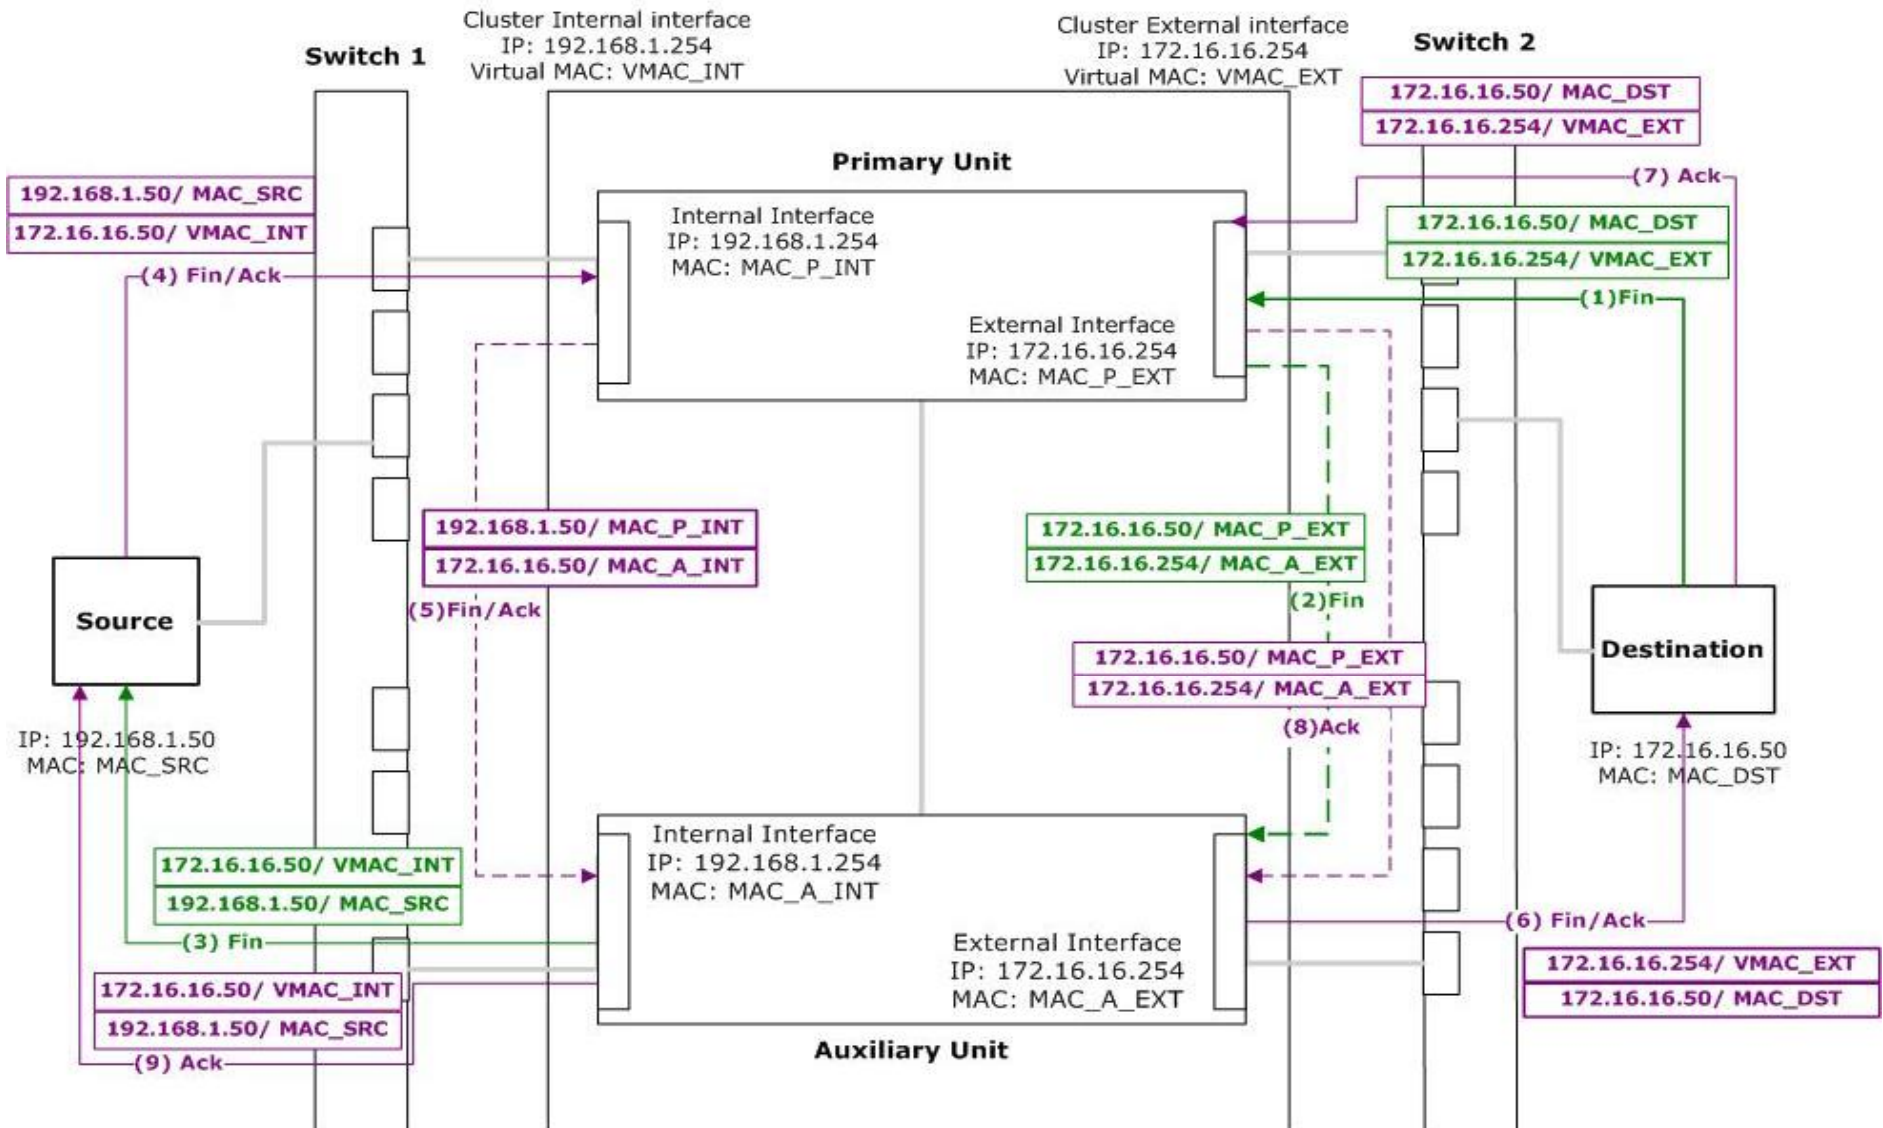 Cluster Internal interface
IP: 192.168.1.254
Virtual MAC: VMAC_INT
Cluster External interface
IP: 172.16.16.254
Virtual MAC: VMAC_EXT
Switch 1
Switch 2
172.16.16.50/ MAC_DST
172.16.16.254/ VMAC_EXT
Primary Unit
(7) Ack
192.168.1.50/ MAC_SRC
172.16.16.50/ VMAC_INT
Internal Interface
IP: 192.168.1.254
MAC: MAC_P_INT
172.16.16.50/ MAC_DST
172.16.16.254/ VMAC_EXT
(4) Fin/Ack
(1)Fin
External Interface
IP: 172.16.16.254
MAC: MAC_P_EXT
192.168.1.50/ MAC_P_INT
172.16.16.50/ MAC_A_INT
(5)Fin/Ack
172.16.16.50/ MAC_P_EXT
172.16.16.254/ MAC_A_EXT
(2)Fin
Source
Destination
172.16.16.50/ MAC_P_EXT
172.16.16.254/ MAC_A_EXT
(8)Ack
IP: 192.168.1.50
MAC: MAC_SRC
IP: 172.16.16.50
MAC: MAC_DST
Internal Interface
IP: 192.168.1.254
MAC: MAC_A_INT
172.16.16.50/ VMAC_INT
192.168.1.50/ MAC_SRC
(3) Fin
(6) Fin/Ack
External Interface
IP: 172.16.16.254
MAC: MAC_A_EXT
172.16.16.254/ VMAC_EXT
172.16.16.50/ MAC_DST
172.16.16.50/ VMAC_INT
192.168.1.50/ MAC_SRC
(9) Ack
Auxiliary Unit